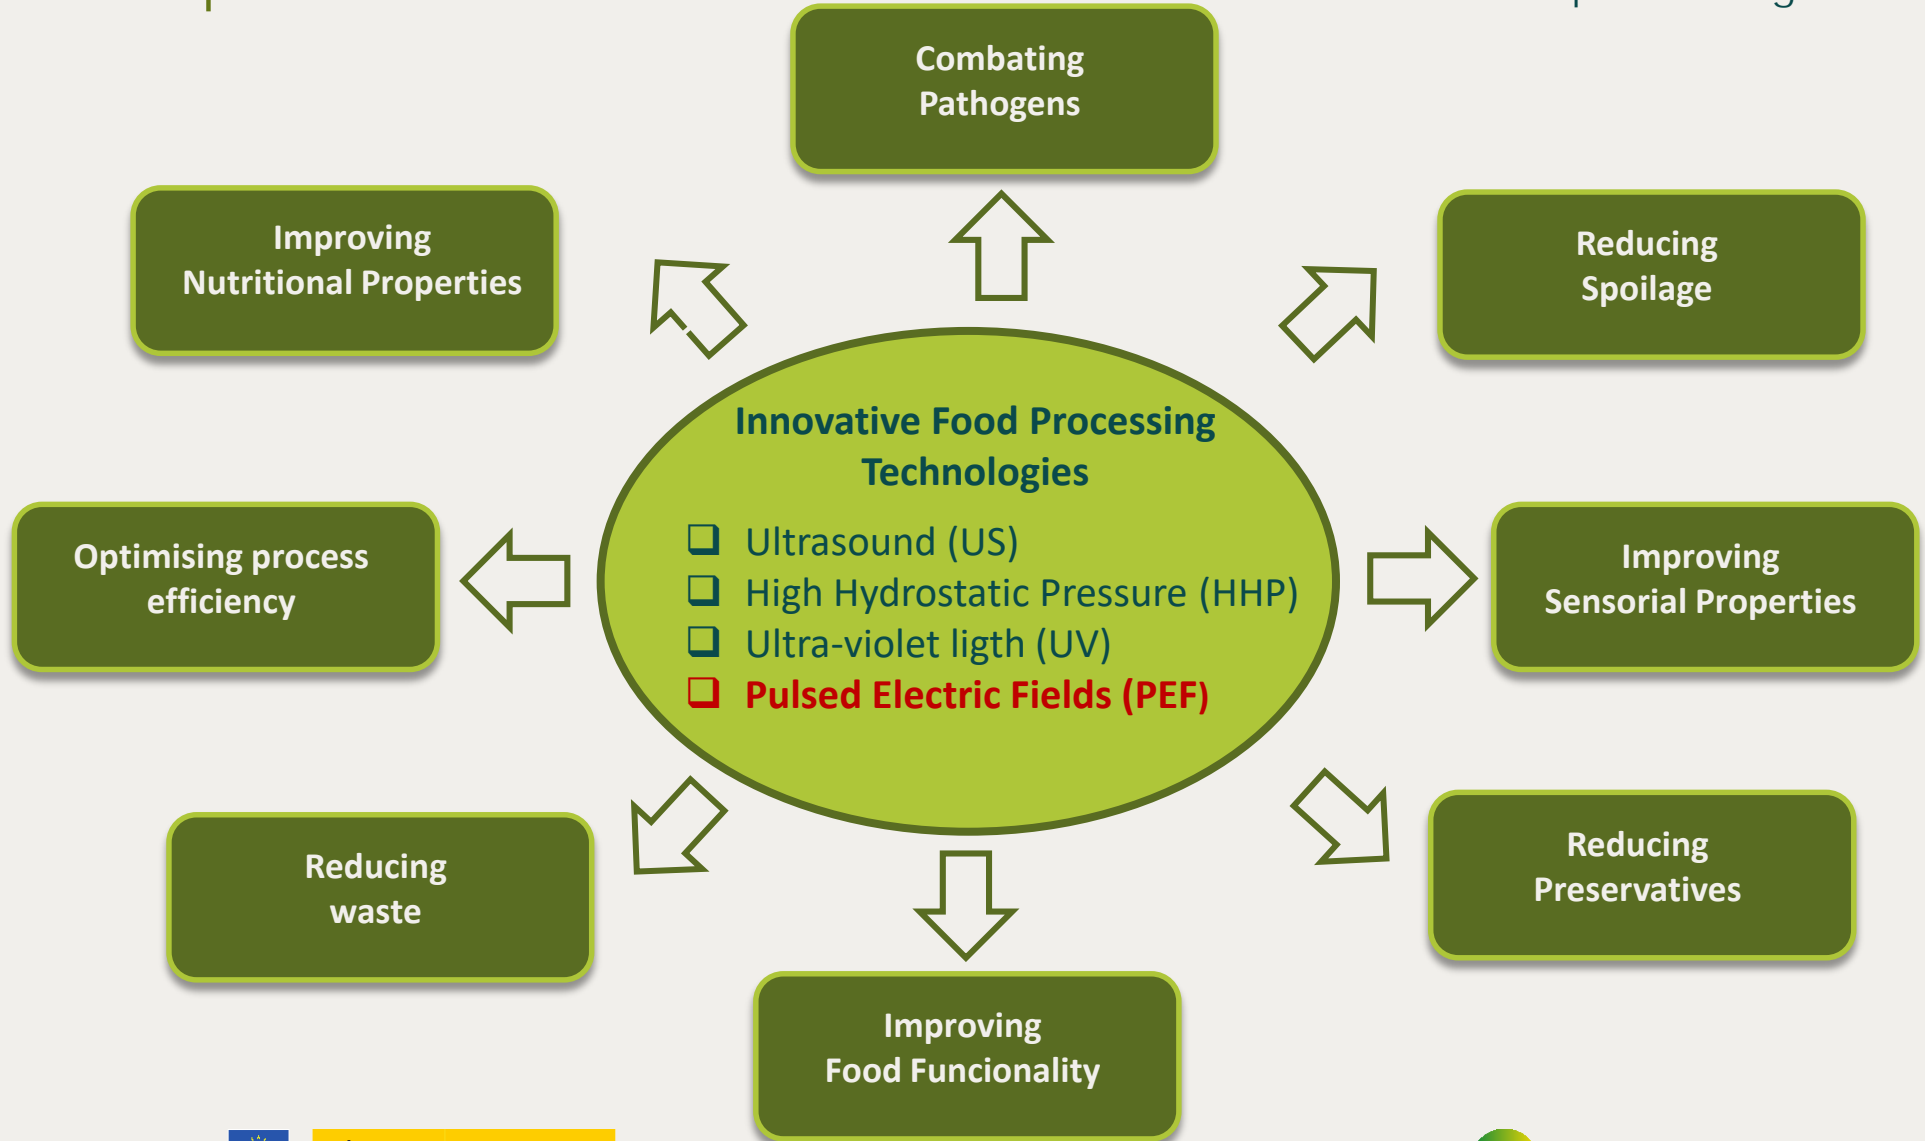 Combating
Pathogens
Improving
Nutritional Properties
Reducing
Spoilage
Innovative Food Processing
Technologies
❑ Ultrasound (US)
❑ High Hydrostatic Pressure (HHP)
❑ Ultra-violet ligth (UV)
❑ Pulsed Electric Fields (PEF)
Optimising process
efficiency
Improving
Sensorial Properties
Reducing
waste
Reducing
Preservatives
Improving
Food Funcionality